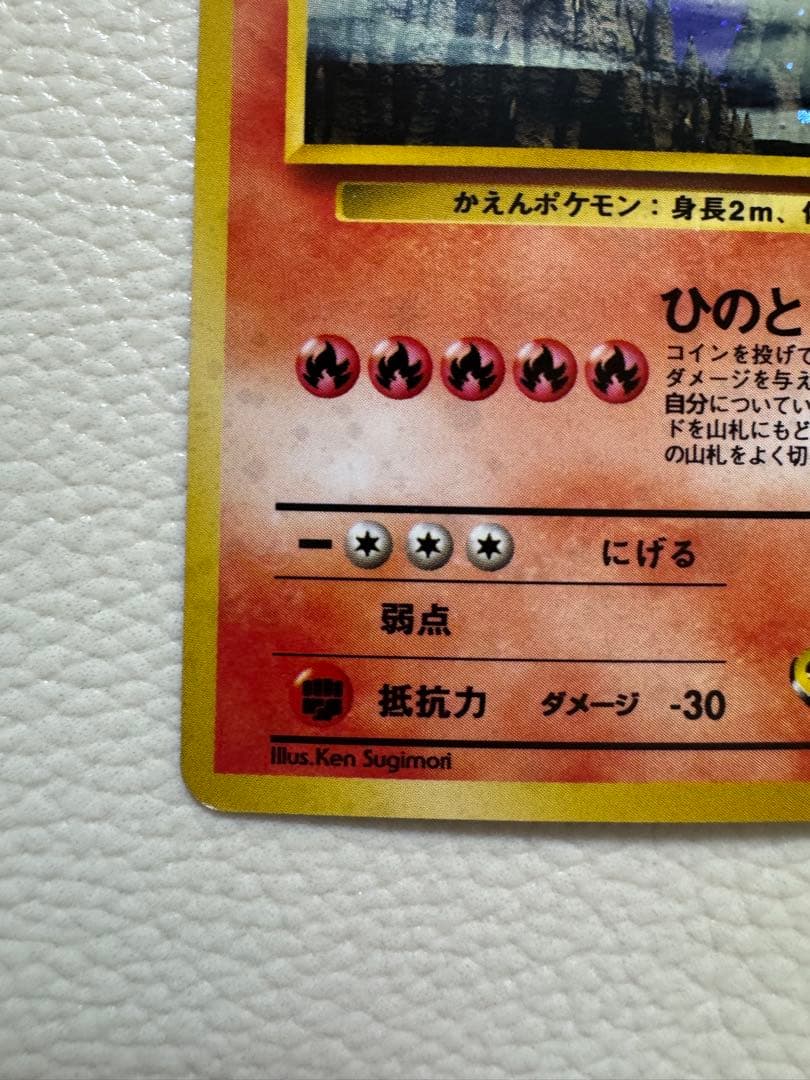 かえんポケモン：身長2m、
ひのと
コインを投げて
ダメージを与え
自分についてい
ドを山札にもど
の山札をよく切
にげる
弱点
抵抗力 ダメージ -30
Illus.Ken Sugimori